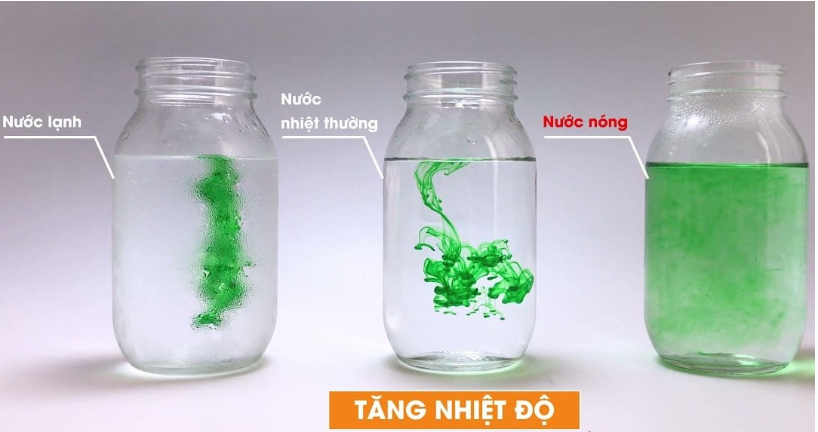 Nước lạnh
Nước
nhiệt thường
Nước nóng
TĂNG NHIỆT ĐỘ